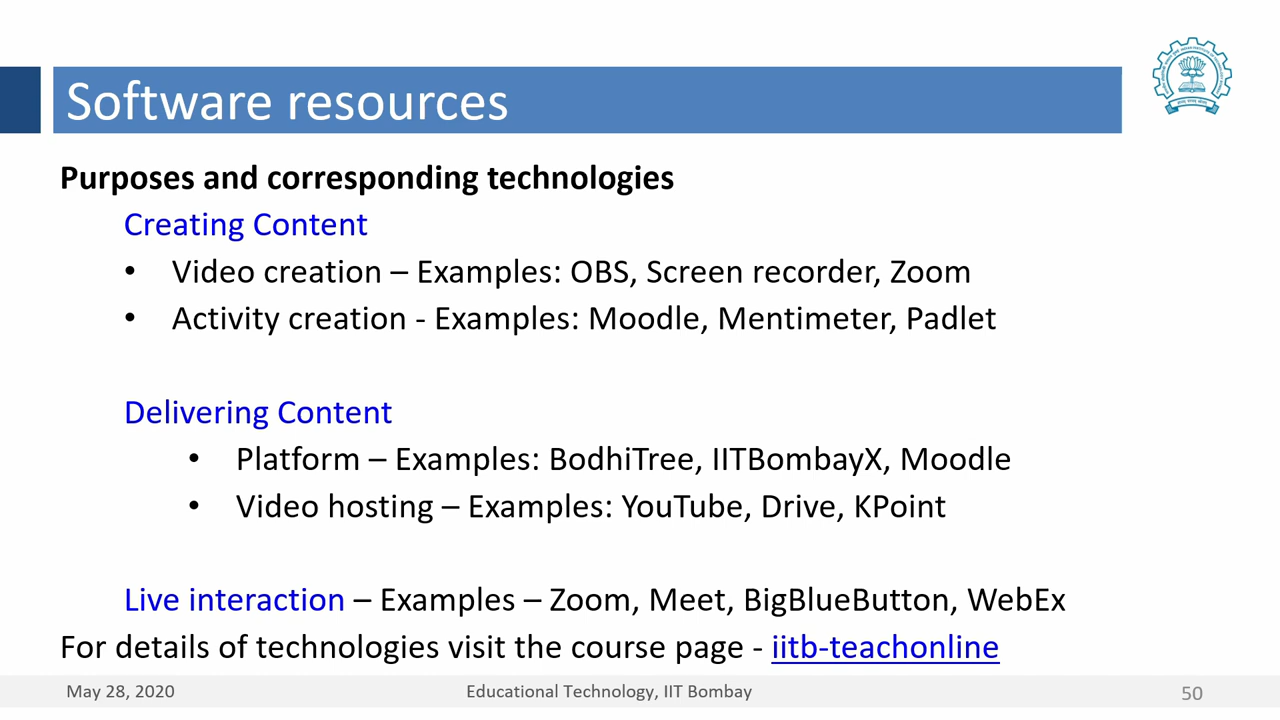 Software resources
Purposes and corresponding technologies
Creating Content
• Video creation – Examples: OBS, Screen recorder, Zoom
• Activity creation - Examples: Moodle, Mentimeter, Padlet
Delivering Content
• Platform – Examples: BodhiTree, IITBombayX, Moodle
• Video hosting – Examples: YouTube, Drive, KPoint
Live interaction – Examples – Zoom, Meet, BigBlueButton, WebEx
For details of technologies visit the course page - iitb-teachonline
May 28, 2020
Educational Technology, IIT Bombay
50